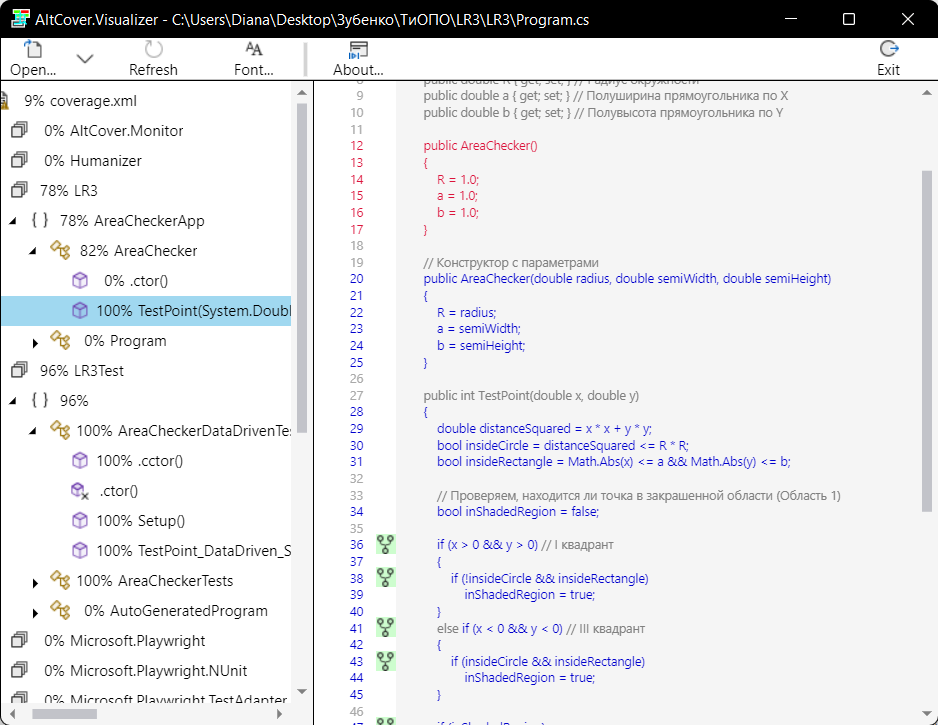 AltCover.Visualizer - C:\Users\Diana\Desktop\Зубенко\ТиОПО\LR3\LR3\Program.cs
Open... Refresh Font... About... Exit
9% coverage.xml
0% AltCover.Monitor
0% Humanizer
78% LR3
{ } 78% AreaCheckerApp
82% AreaChecker
0% .ctor()
100% TestPoint(System.Doubl
0% Program
96% LR3Test
{ } 96%
100% AreaCheckerDataDrivenTe
100% .cctor()
.ctor()
100% Setup()
100% TestPoint_DataDriven_S
100% AreaCheckerTests
0% AutoGeneratedProgram
0% Microsoft.Playwright
0% Microsoft.Playwright.NUnit
0% Microsoft.Playwright.TestAdapter
8 public double R { get; set; } // Радиус окружности
9 public double a { get; set; } // Полуширина прямоугольника по X
10 public double b { get; set; } // Полувысота прямоугольника по Y
11
12 public AreaChecker()
13 {
14 R = 1.0;
15 a = 1.0;
16 b = 1.0;
17 }
18
19 // Конструктор с параметрами
20 public AreaChecker(double radius, double semiWidth, double semiHeight)
21 {
22 R = radius;
23 a = semiWidth;
24 b = semiHeight;
25 }
26
27 public int TestPoint(double x, double y)
28 {
29 double distanceSquared = x * x + y * y;
30 bool insideCircle = distanceSquared <= R * R;
31 bool insideRectangle = Math.Abs(x) <= a && Math.Abs(y) <= b;
32
33 // Проверяем, находится ли точка в закрашенной области (Область 1)
34 bool inShadedRegion = false;
35
36 if (x > 0 && y > 0) // I квадрант
37 {
38 if (!insideCircle && insideRectangle)
39 inShadedRegion = true;
40 }
41 else if (x < 0 && y < 0) // III квадрант
42 {
43 if (insideCircle && insideRectangle)
44 inShadedRegion = true;
45 }
46
47 if (inShadedRegion)